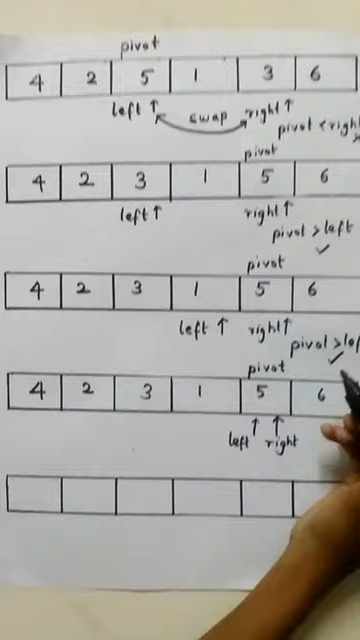 pivot
4 2 5 1 3 6
left ↑ swap right ↑
pivot < right
pivot
4 2 3 1 5 6
left ↑ right ↑
pivot > left
✓
pivot
4 2 3 1 5 6
left ↑ right ↑
pivot >
✓
pivot
4 2 3 1 5 6
left ↑ right ↑